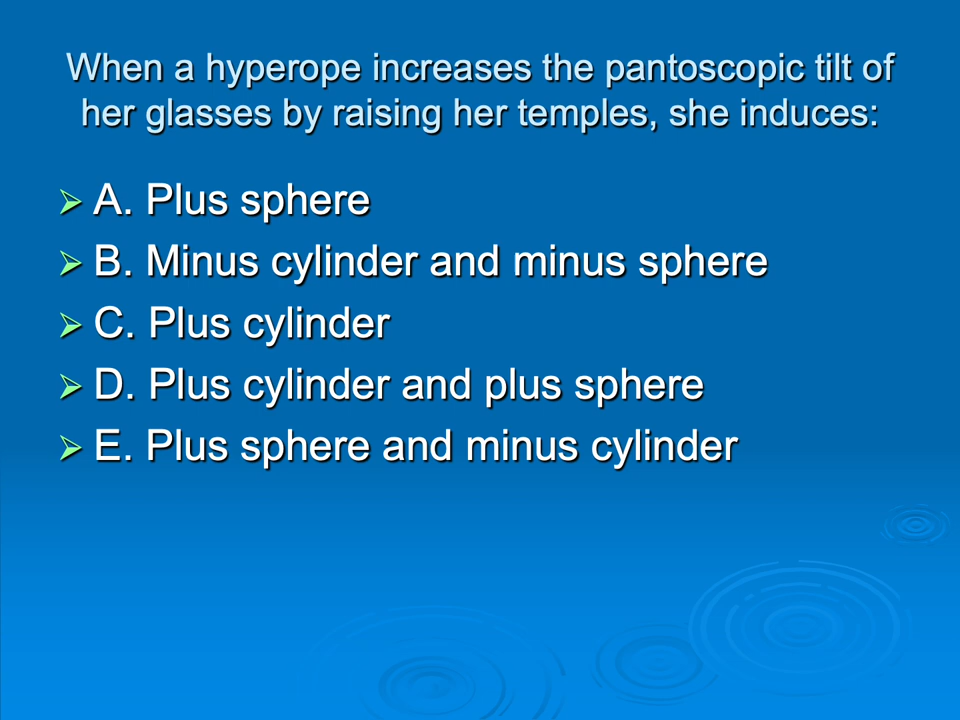 When a hyperope increases the pantoscopic tilt of
her glasses by raising her temples, she induces:
A. Plus sphere
B. Minus cylinder and minus sphere
C. Plus cylinder
D. Plus cylinder and plus sphere
E. Plus sphere and minus cylinder